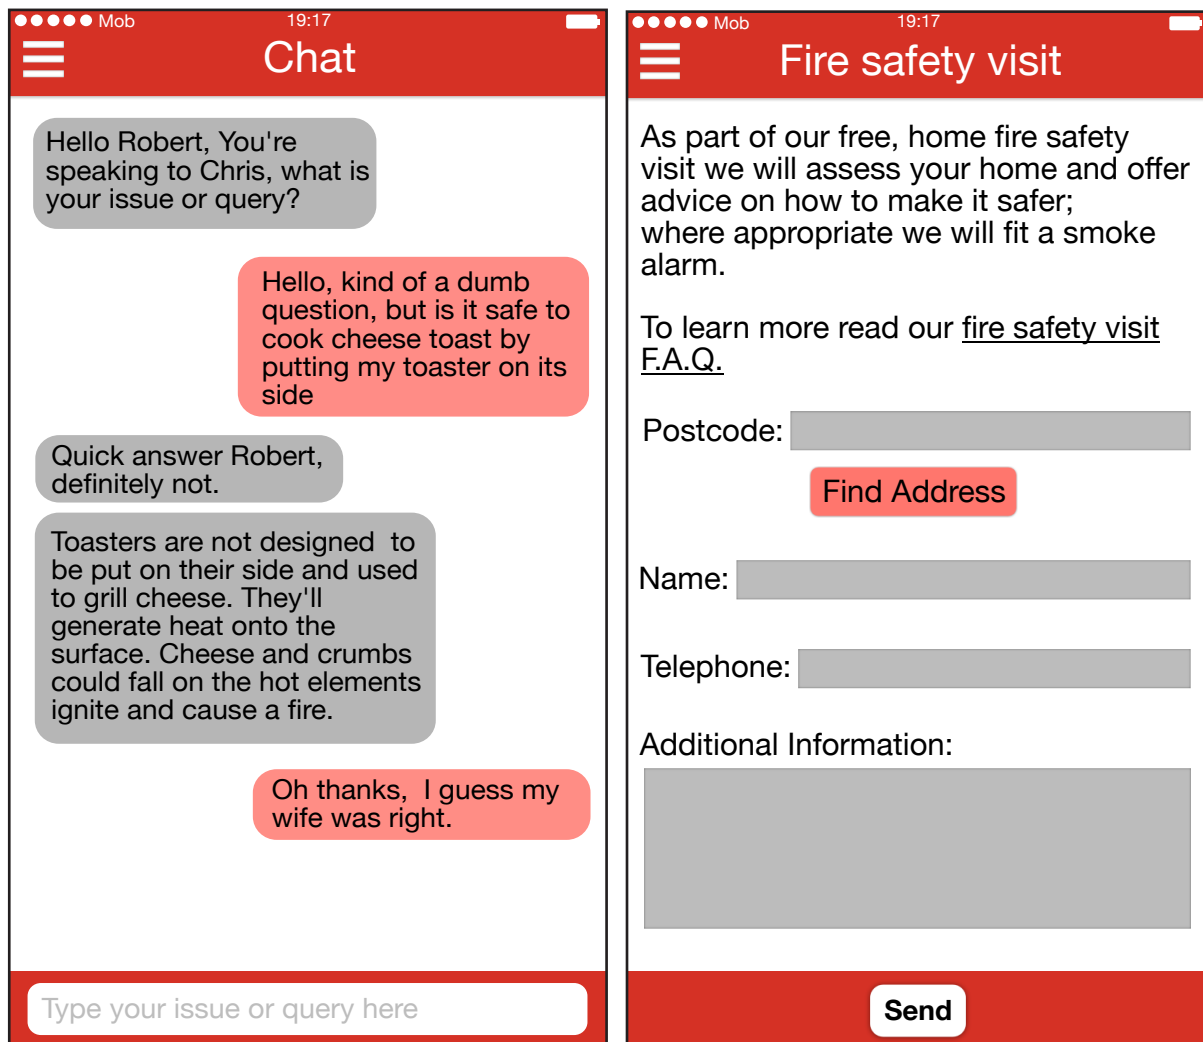 Mob 19:17
Chat
Hello Robert, You're
speaking to Chris, what is
your issue or query?
Hello, kind of a dumb
question, but is it safe to
cook cheese toast by
putting my toaster on its
side
Quick answer Robert,
definitely not.
Toasters are not designed  to
be put on their side and used
to grill cheese. They'll
generate heat onto the
surface. Cheese and crumbs
could fall on the hot elements
ignite and cause a fire.
Oh thanks,  I guess my
wife was right.
Type your issue or query here
Mob 19:17
Fire safety visit
As part of our free, home fire safety
visit we will assess your home and offer
advice on how to make it safer;
where appropriate we will fit a smoke
alarm.
To learn more read our fire safety visit
F.A.Q.
Postcode:
Find Address
Name:
Telephone:
Additional Information:
Send